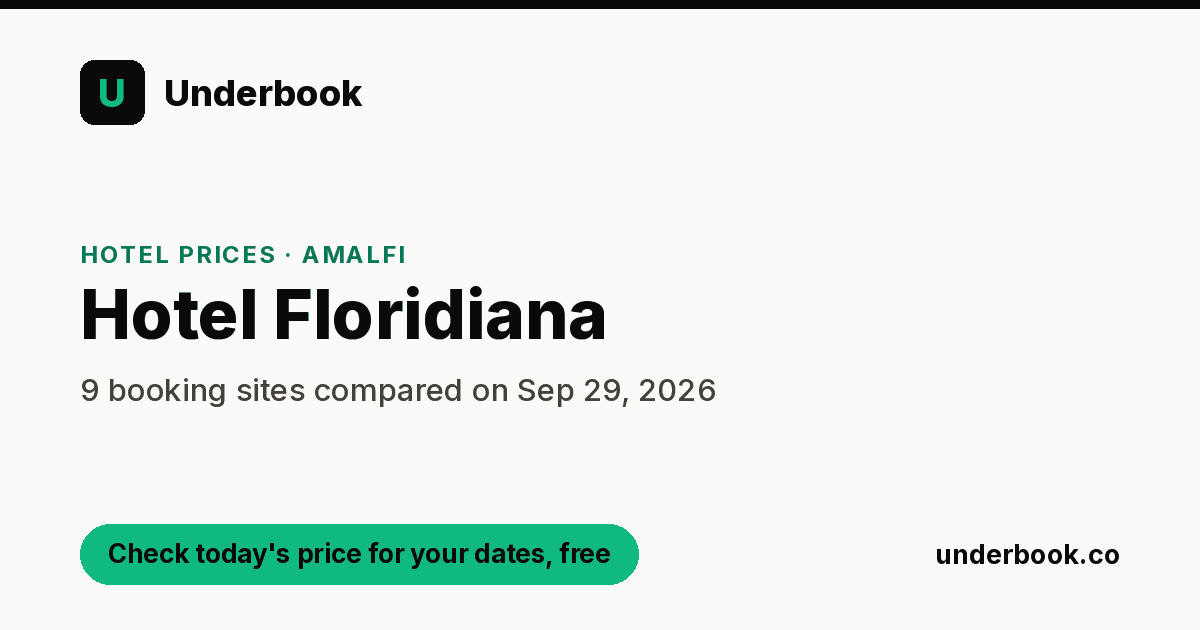 U Underbook
HOTEL PRICES · AMALFI
Hotel Floridiana
9 booking sites compared on Sep 29, 2026
Check today's price for your dates, free
underbook.co